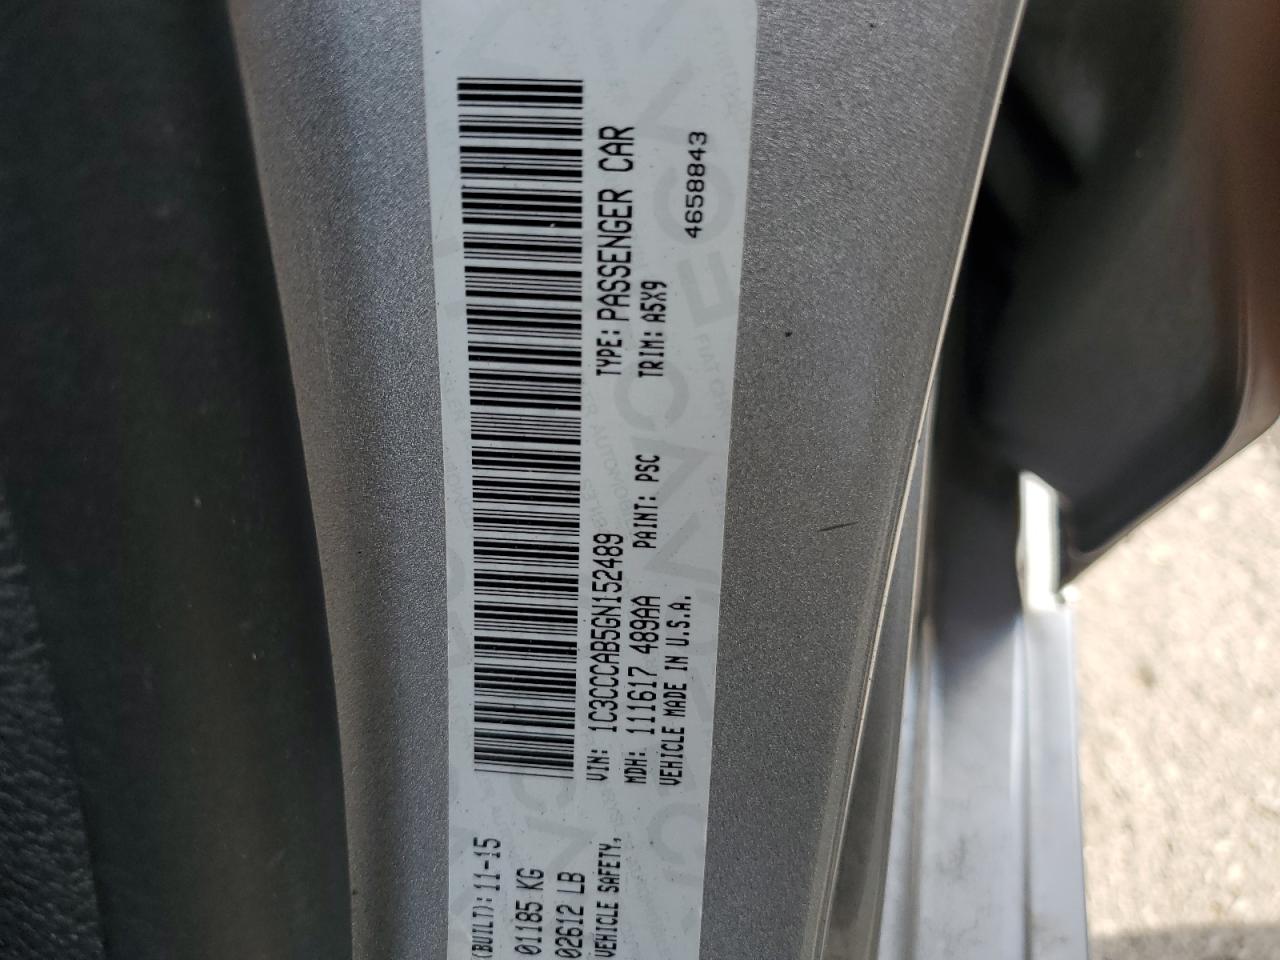 (BUILT): 11-15
01185 KG
02612 LB
VEHICLE SAFETY,
VIN: 1C3CCCAB5GN152489
TYPE: PASSENGER CAR
MDH: 111617 489AA
PAINT: PSC
TRIM: A5X9
VEHICLE MADE IN U.S.A.
4658843